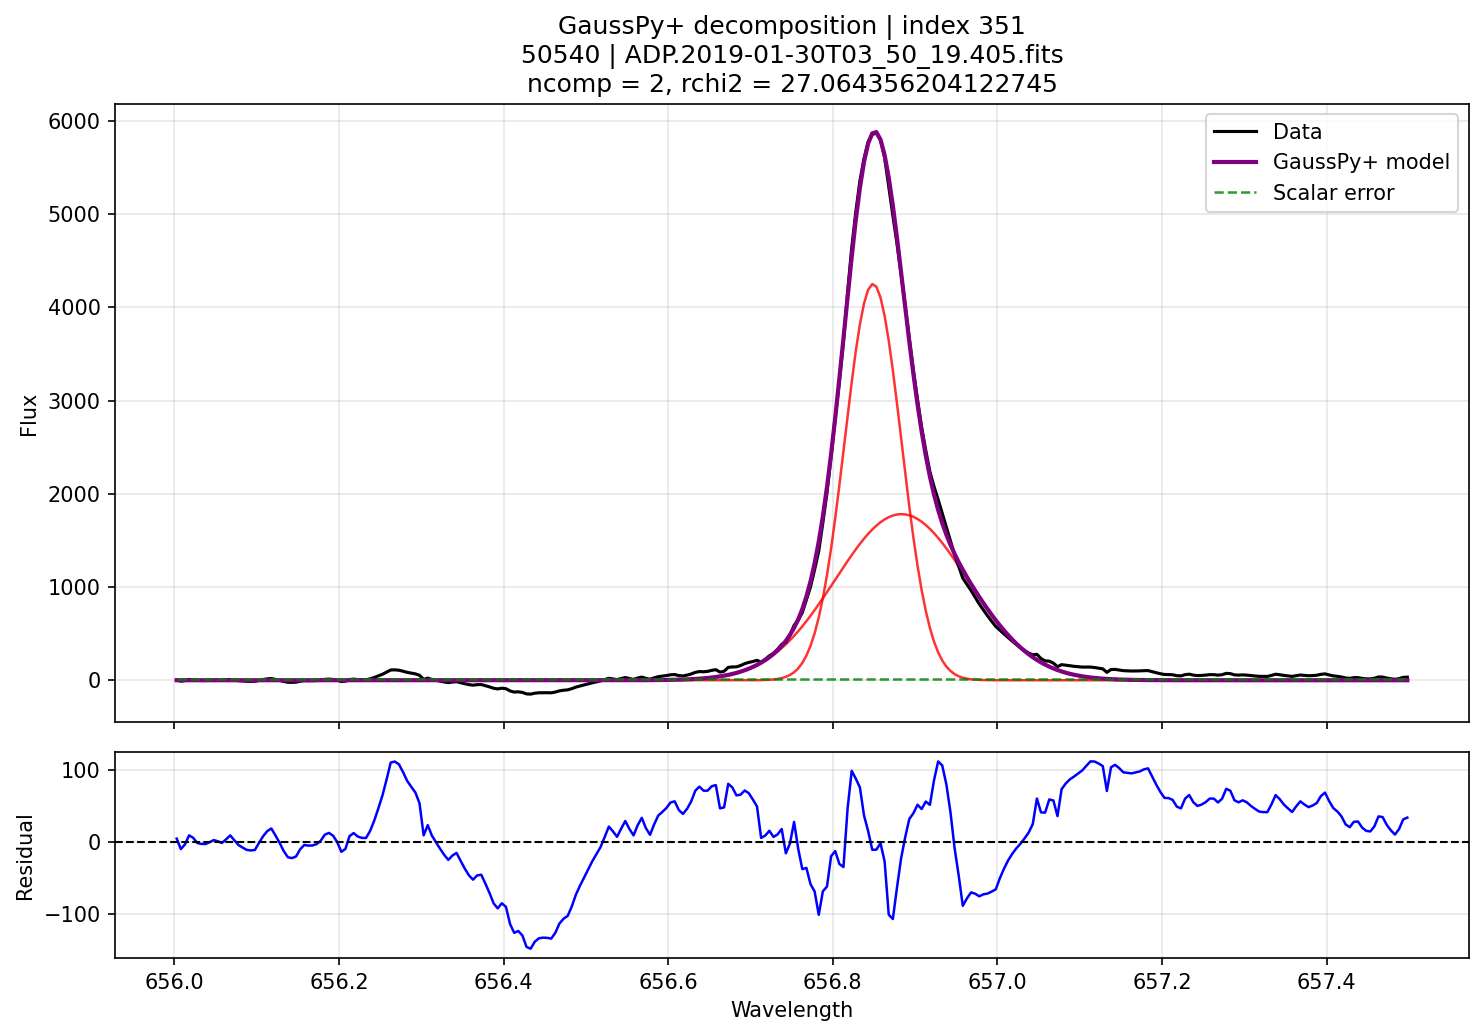 GaussPy+ decomposition | index 351
50540 | ADP.2019-01-30T03_50_19.405.fits
ncomp = 2, rchi2 = 27.064356204122745
6000
5000
4000
3000
2000
1000
0
Flux
Data
GaussPy+ model
Scalar error
100
0
−100
Residual
656.0 656.2 656.4 656.6 656.8 657.0 657.2 657.4
Wavelength